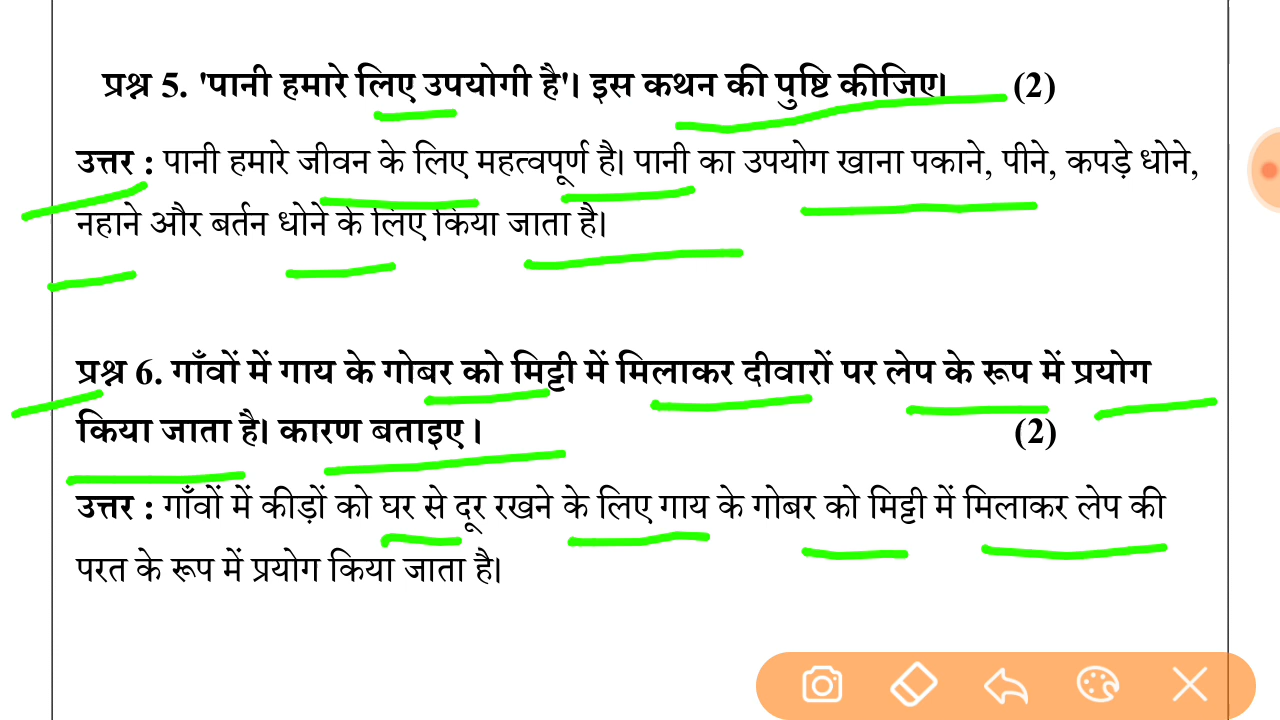 प्रश्न 5. 'पानी हमारे लिए उपयोगी है'। इस कथन की पुष्टि कीजिए। (2)
उत्तर : पानी हमारे जीवन के लिए महत्वपूर्ण है। पानी का उपयोग खाना पकाने, पीने, कपड़े धोने,
नहाने और बर्तन धोने के लिए किया जाता है।
प्रश्न 6. गाँवों में गाय के गोबर को मिट्टी में मिलाकर दीवारों पर लेप के रूप में प्रयोग
किया जाता है। कारण बताइए । (2)
उत्तर : गाँवों में कीड़ों को घर से दूर रखने के लिए गाय के गोबर को मिट्टी में मिलाकर लेप की
परत के रूप में प्रयोग किया जाता है।